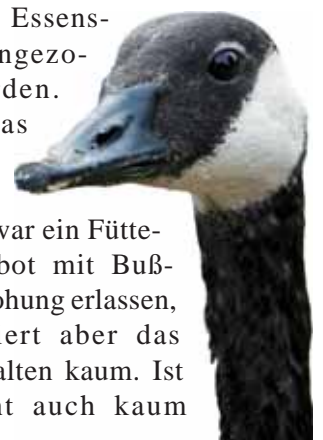 Essens-
ngezo-
den.
as
var ein Fütte-
bot mit Buß-
ohung erlassen,
ert aber das
alten kaum. Ist
nt auch kaum